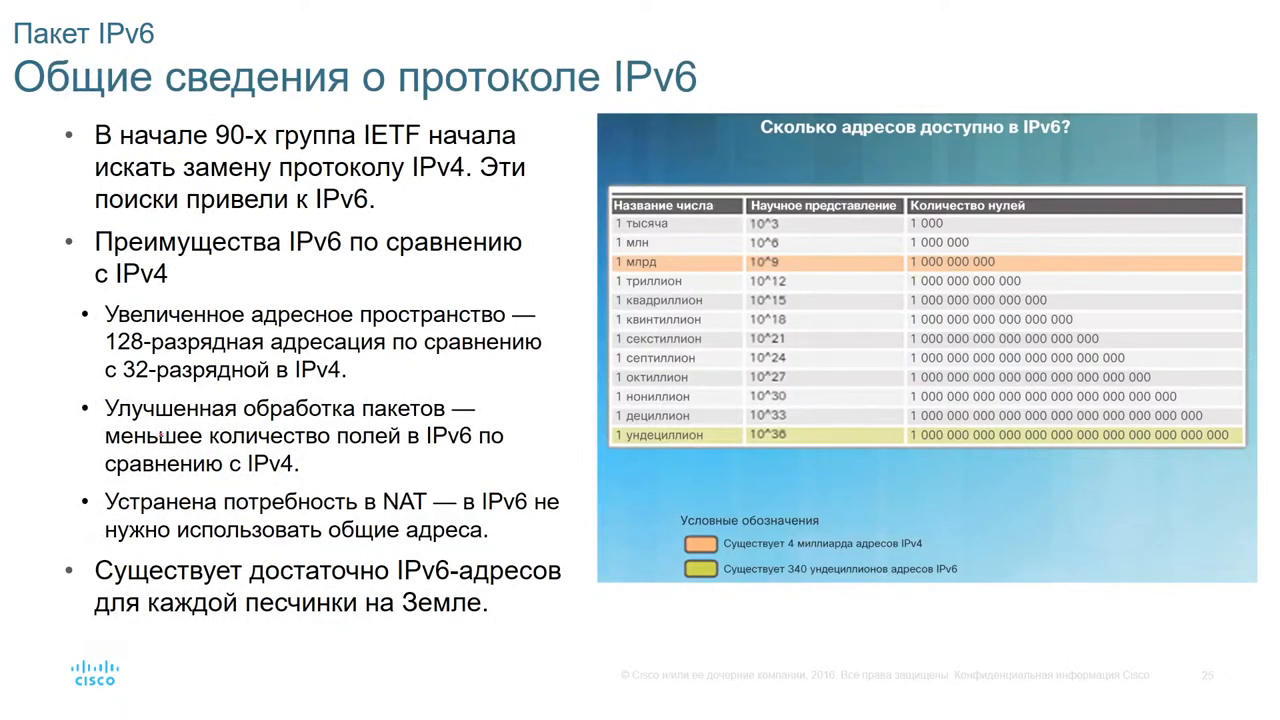 Пакет IPv6
Общие сведения о протоколе IPv6
• В начале 90-х группа IETF начала
искать замену протоколу IPv4. Эти
поиски привели к IPv6.
• Преимущества IPv6 по сравнению
с IPv4
• Увеличенное адресное пространство —
128-разрядная адресация по сравнению
с 32-разрядной в IPv4.
• Улучшенная обработка пакетов —
меньшее количество полей в IPv6 по
сравнению с IPv4.
• Устранена потребность в NAT — в IPv6 не
нужно использовать общие адреса.
• Существует достаточно IPv6-адресов
для каждой песчинки на Земле.
Сколько адресов доступно в IPv6?
Название числа Научное представление Количество нулей
1 тысяча 10^3 1 000
1 млн 10^6 1 000 000
1 млрд 10^9 1 000 000 000
1 триллион 10^12 1 000 000 000 000
1 квадриллион 10^15 1 000 000 000 000 000
1 квинтиллион 10^18 1 000 000 000 000 000 000
1 секстиллион 10^21 1 000 000 000 000 000 000 000
1 септиллион 10^24 1 000 000 000 000 000 000 000 000
1 октиллион 10^27 1 000 000 000 000 000 000 000 000 000
1 нониллион 10^30 1 000 000 000 000 000 000 000 000 000 000
1 дециллион 10^33 1 000 000 000 000 000 000 000 000 000 000 000
1 ундециллион 10^36 1 000 000 000 000 000 000 000 000 000 000 000 000
Условные обозначения
Существует 4 миллиарда адресов IPv4
Существует 340 ундециллионов адресов IPv6
CISCO
© Cisco и/или ее дочерние компании, 2016. Все права защищены. Конфиденциальная информация Cisco
25